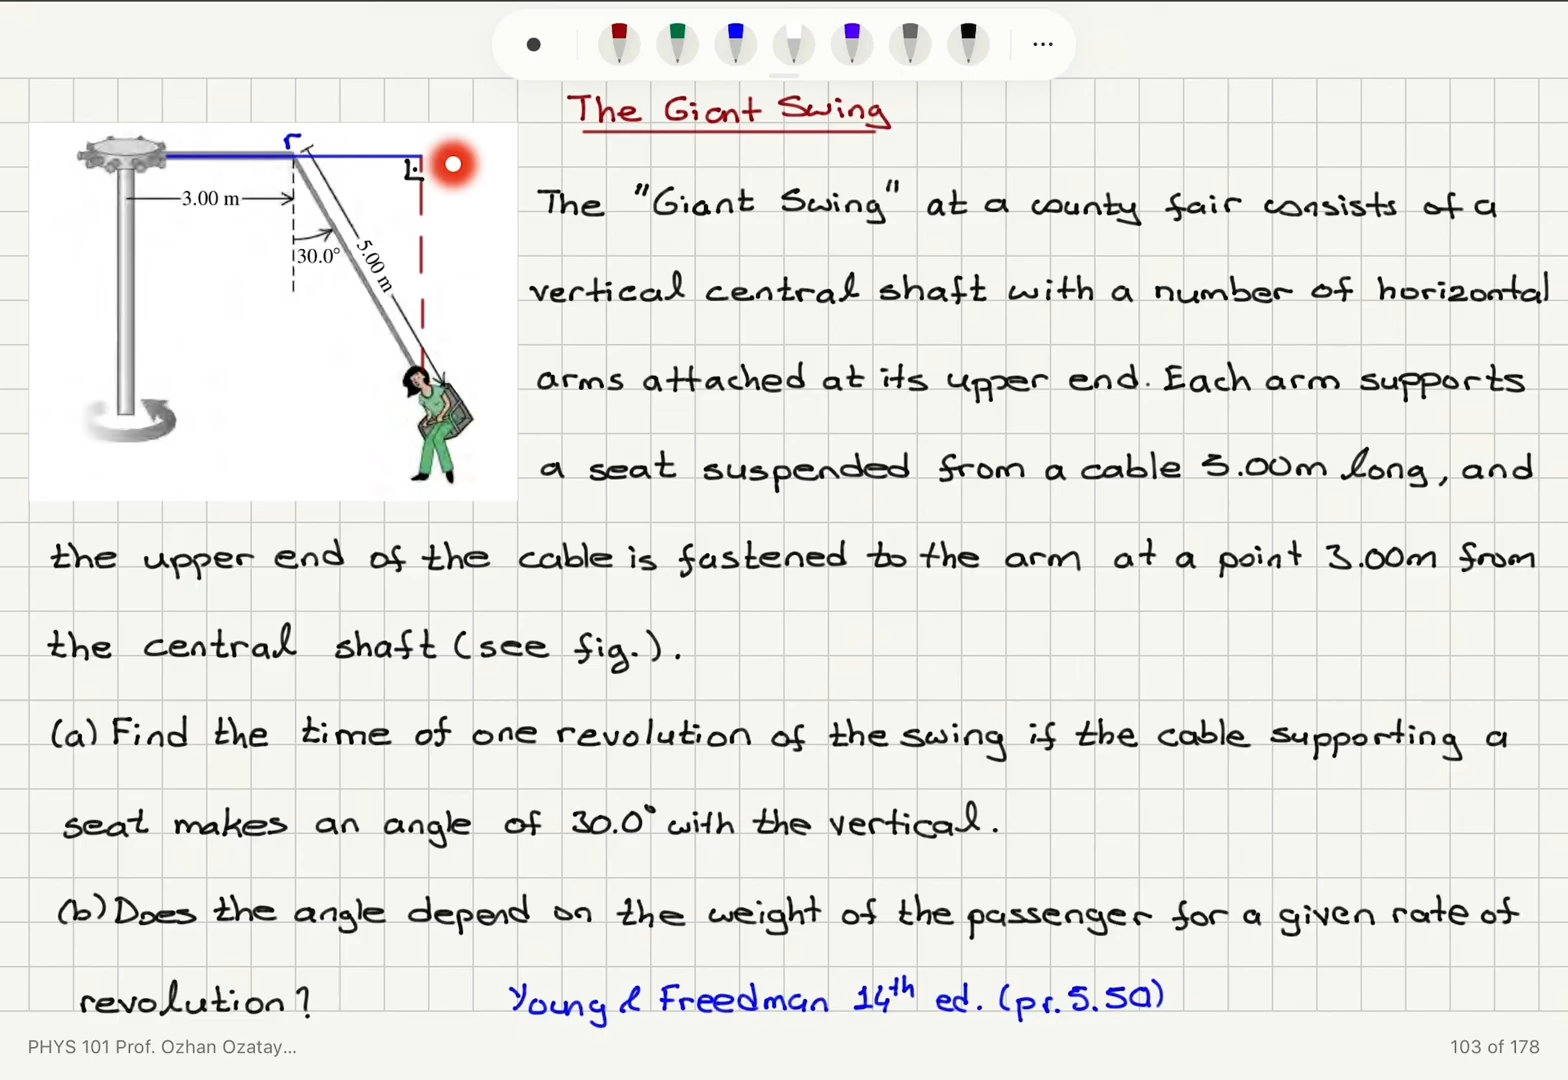 ...
The Giant Swing
r
3.00 m
30.0°
5.00 m
The "Giant Swing" at a county fair consists of a
vertical central shaft with a number of horizontal
arms attached at its upper end. Each arm supports
a seat suspended from a cable 5.00m long, and
the upper end of the cable is fastened to the arm at a point 3.00m from
the central shaft (see fig.).
(a) Find the time of one revolution of the swing if the cable supporting a
seat makes an angle of 30.0° with the vertical.
(b) Does the angle depend on the weight of the passenger for a given rate of
revolution?
Young & Freedman 14th ed. (pr. 5.50)
PHYS 101 Prof. Ozhan Ozatay...
103 of 178